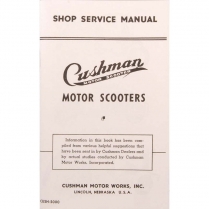 SHOP SERVICE MANUAL
Cushman
MOTOR SCOOTERS
MOTOR SCOOTERS
Information in this book has been com-
piled from various helpful suggestions that
have been sent in by Cushman Dealers and
by actual studies conducted by Cushman
Motor Works, Incorporated.
CUSHMAN MOTOR WORKS, INC.
LINCOLN, NEBRASKA U. S. A.